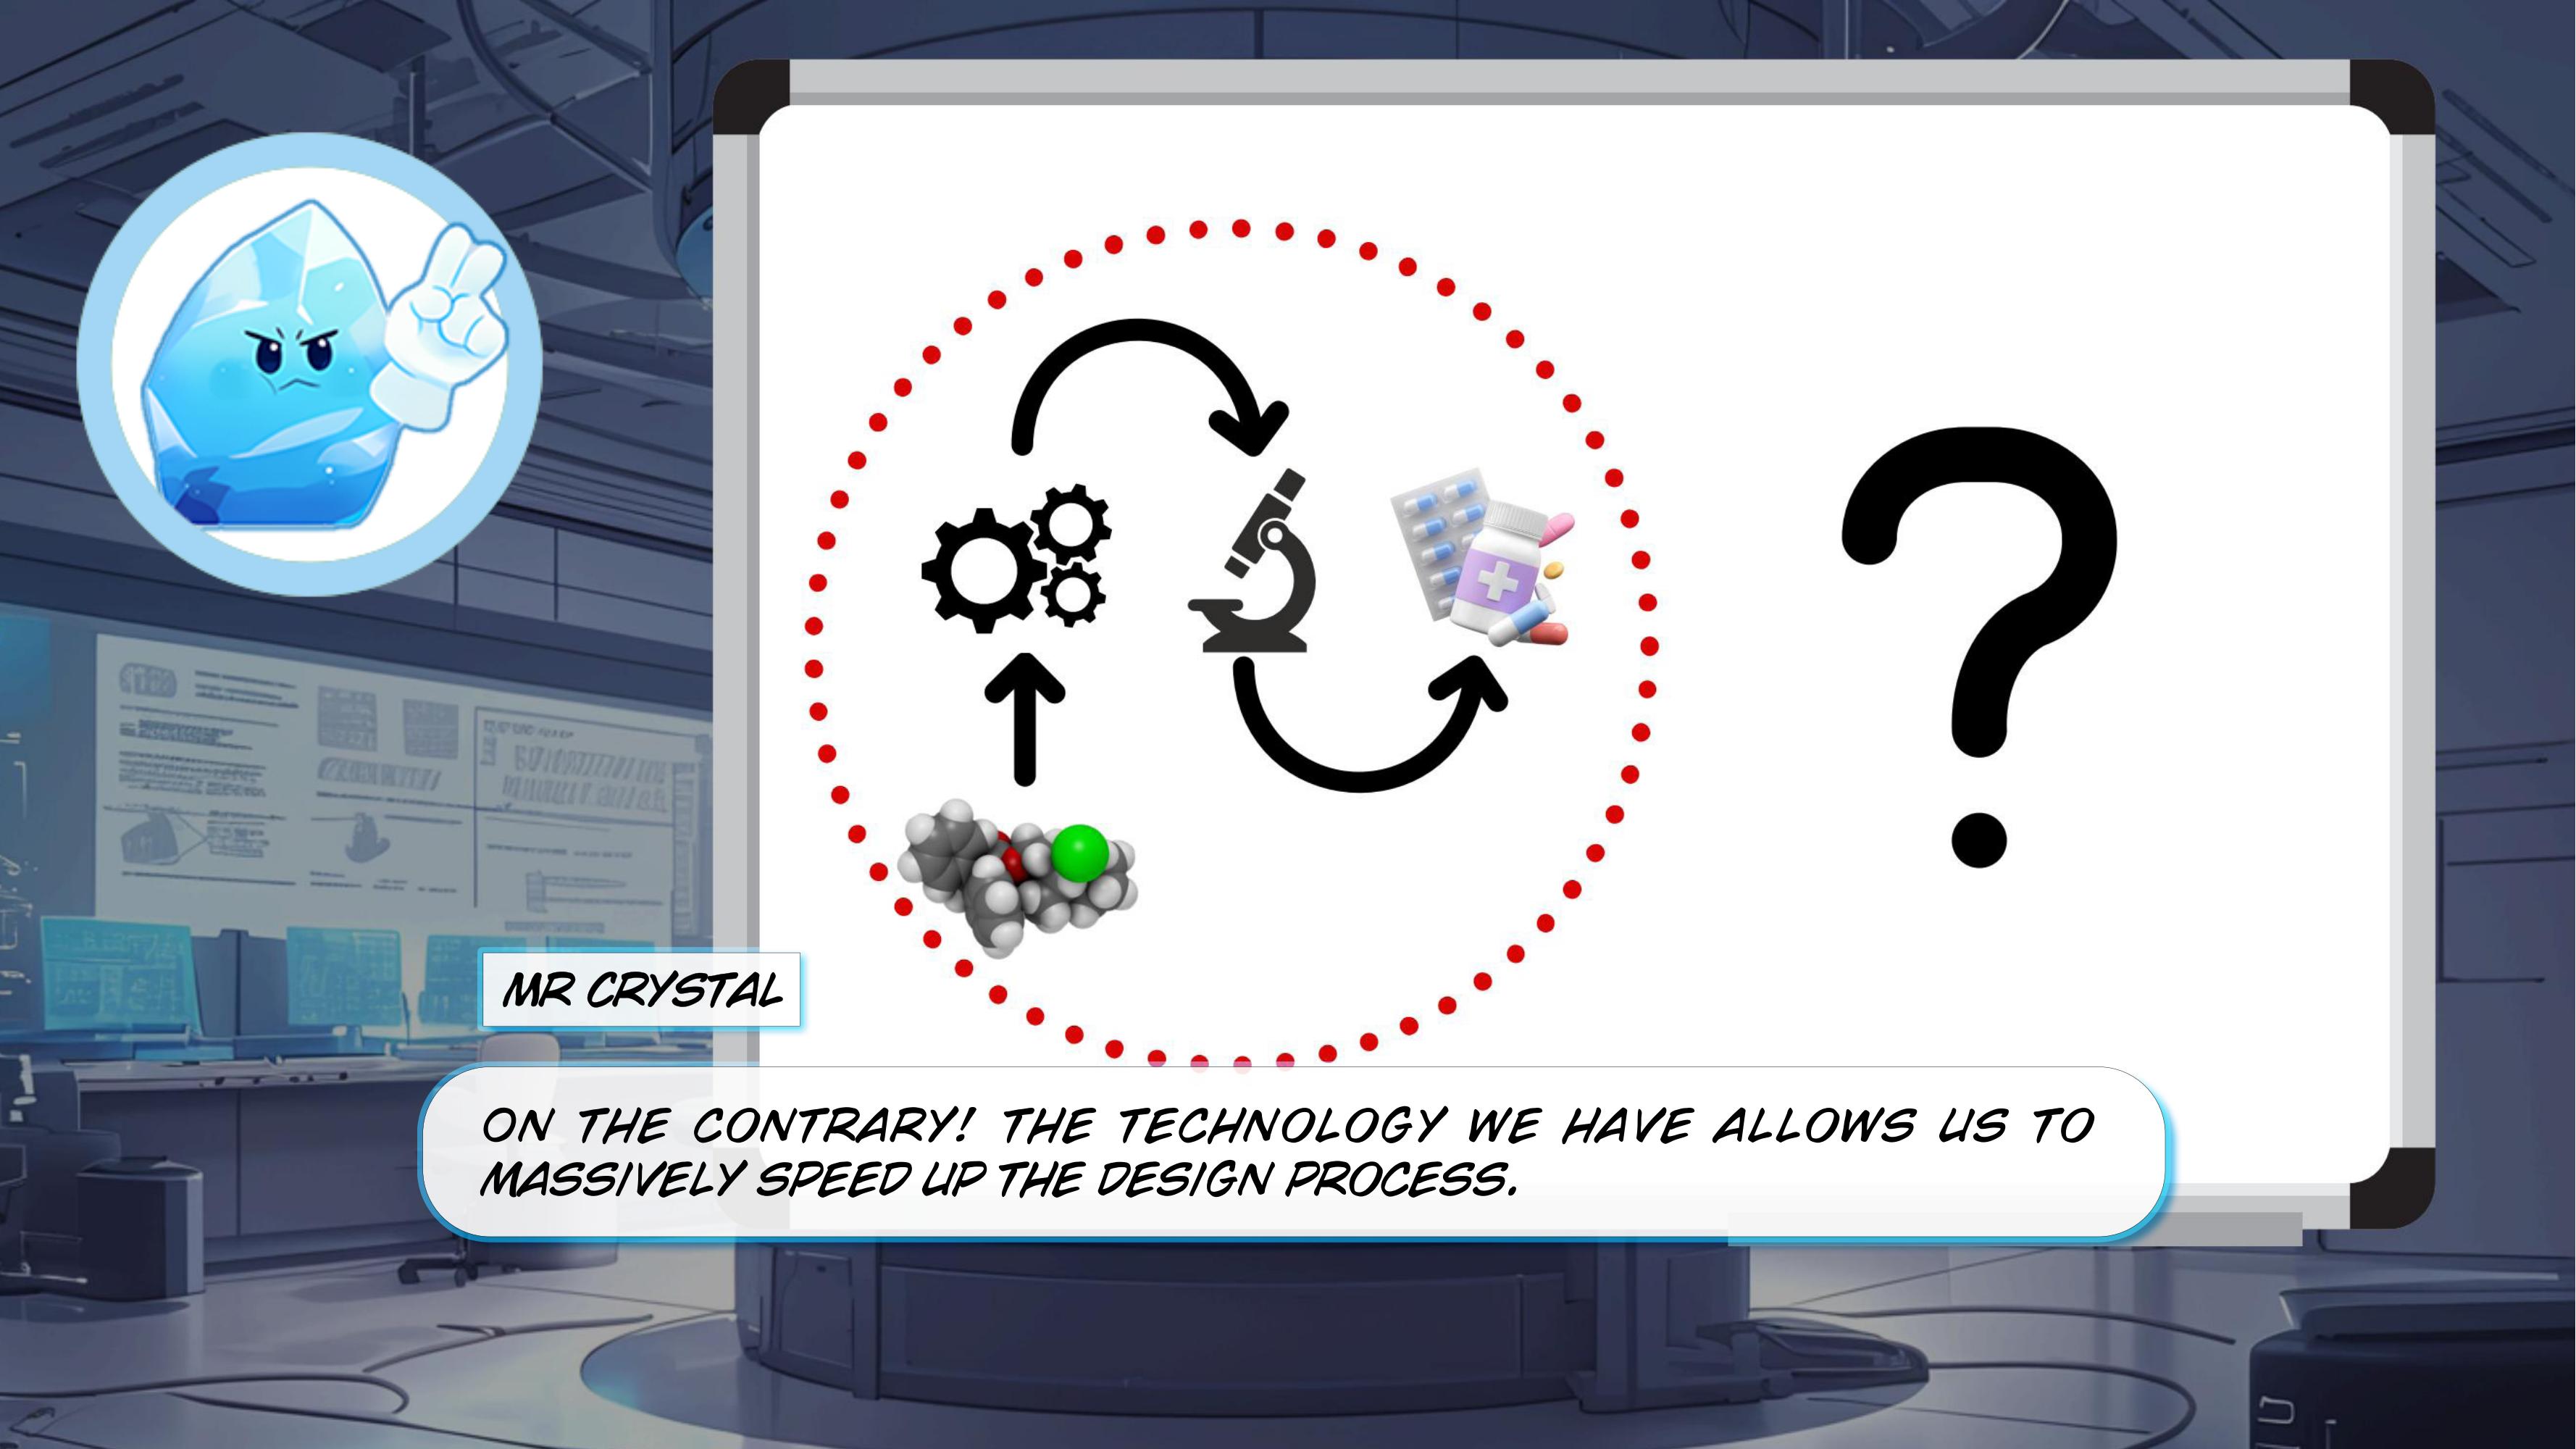 MR CRYSTAL
ON THE CONTRARY! THE TECHNOLOGY WE HAVE ALLOWS US TO
MASSIVELY SPEED UP THE DESIGN PROCESS.